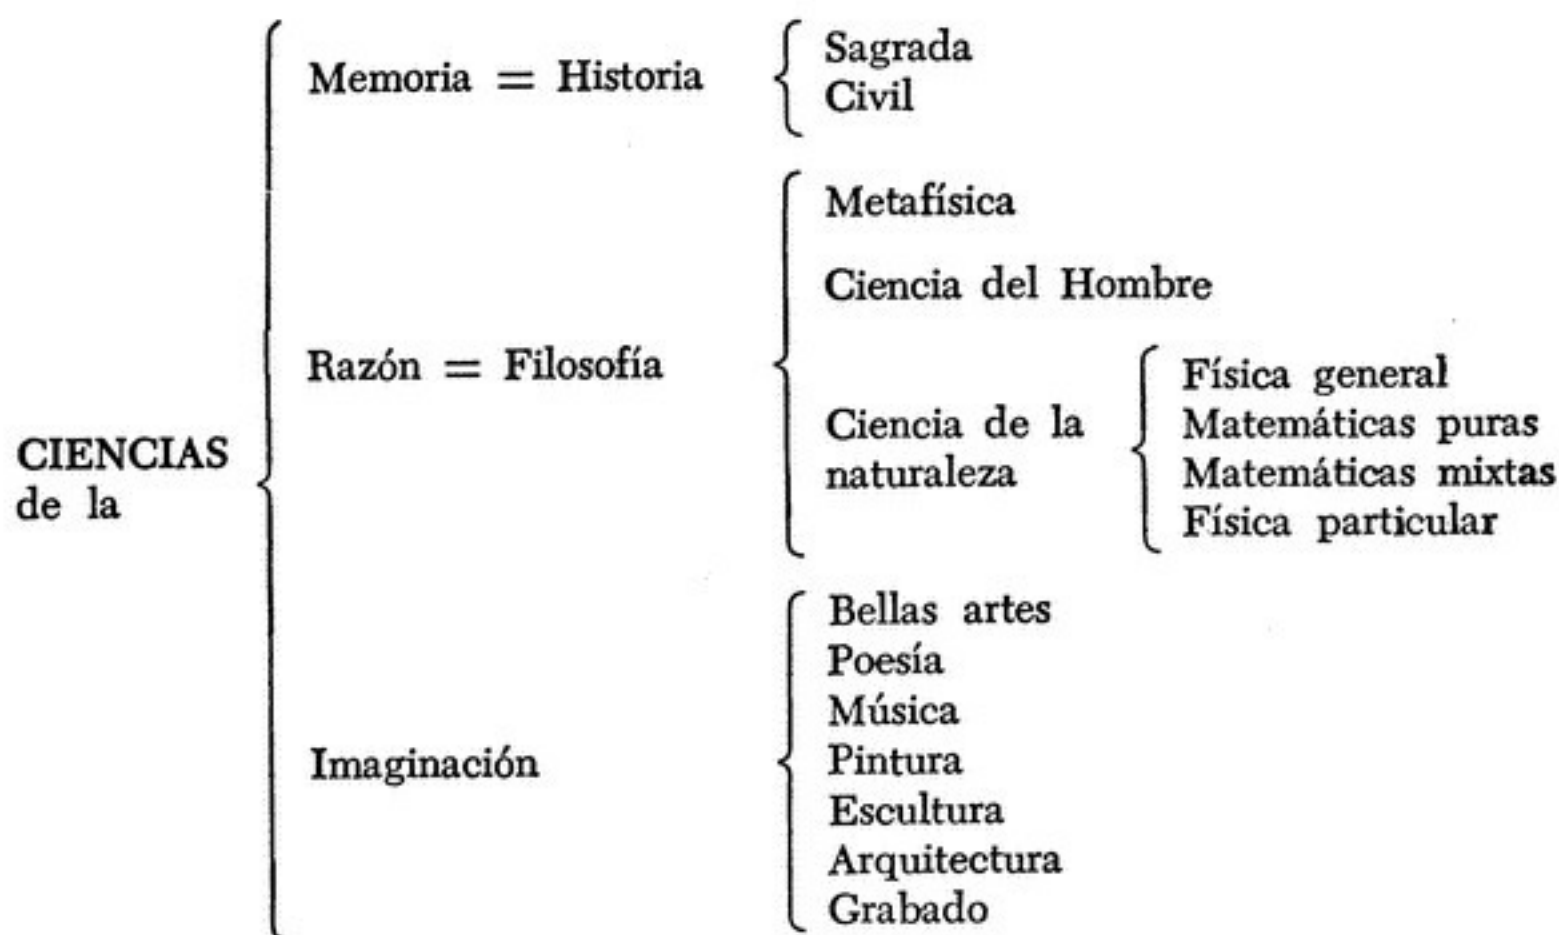 CIENCIAS
de la
Memoria = Historia
Sagrada
Civil
Razón = Filosofía
Metafísica
Ciencia del Hombre
Ciencia de la
naturaleza
Física general
Matemáticas puras
Matemáticas mixtas
Física particular
Imaginación
Bellas artes
Poesía
Música
Pintura
Escultura
Arquitectura
Grabado